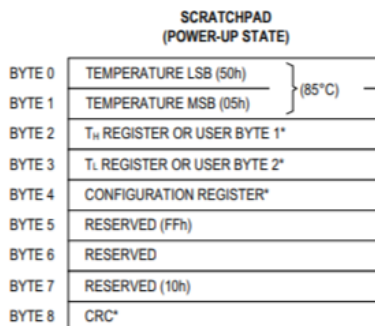 SCRATCHPAD
(POWER-UP STATE)
BYTE 0 TEMPERATURE LSB (50h)
(85°C)
BYTE 1 TEMPERATURE MSB (05h)
BYTE 2 TH REGISTER OR USER BYTE 1*
BYTE 3 TL REGISTER OR USER BYTE 2*
BYTE 4 CONFIGURATION REGISTER*
BYTE 5 RESERVED (FFh)
BYTE 6 RESERVED
BYTE 7 RESERVED (10h)
BYTE 8 CRC*